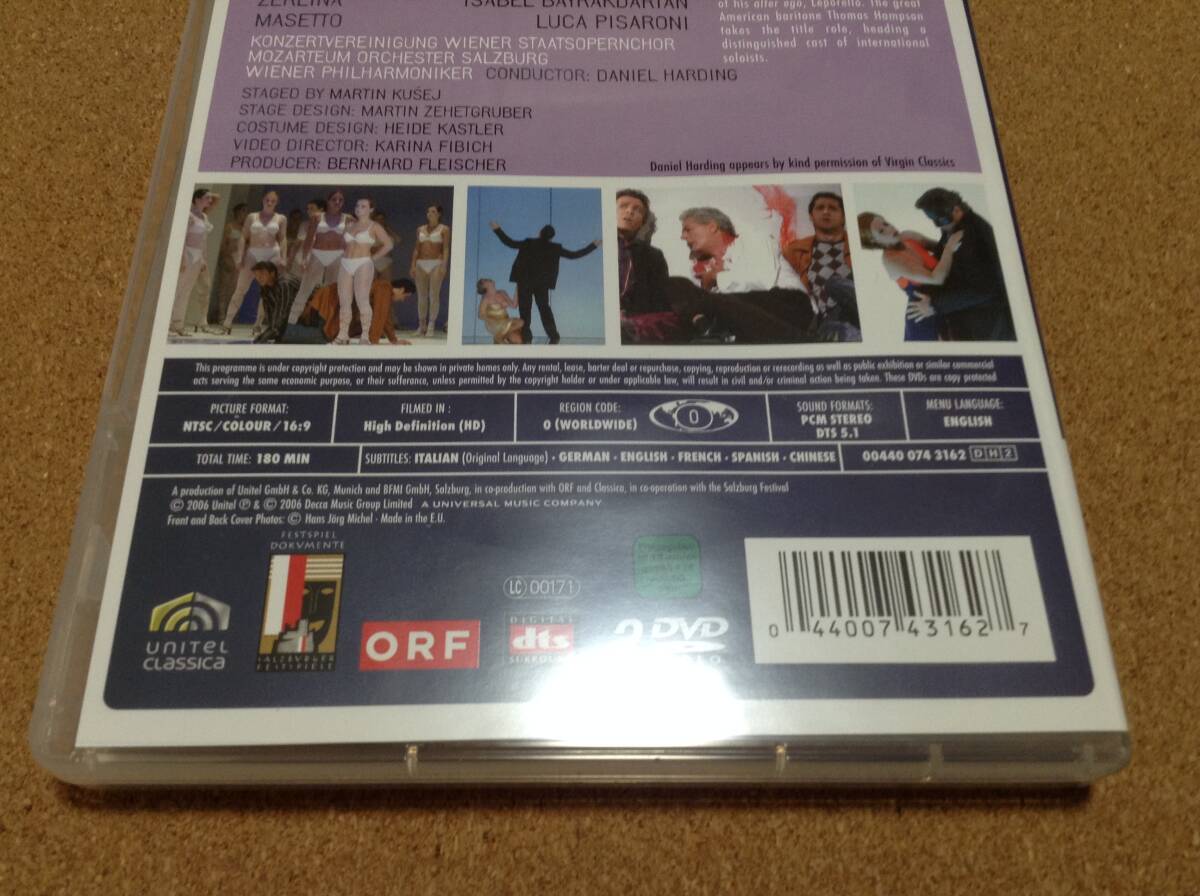 ZERLINA ISABEL BAYRAKDARIAN
MASETTO LUCA PISARONI
KONZERTVEREINIGUNG WIENER STAATSOPERNCHOR
MOZARTEUM ORCHESTER SALZBURG
WIENER PHILHARMONIKER CONDUCTOR: DANIEL HARDING
STAGED BY MARTIN KUŠEJ
STAGE DESIGN: MARTIN ZEHETGRUBER
COSTUME DESIGN: HEIDE KASTLER
VIDEO DIRECTOR: KARINA FIBICH
PRODUCER: BERNHARD FLEISCHER
of his alter ego, Leporello. The great
American baritone Thomas Hampson
takes the title role, heading a
distinguished cast of international
soloists.
Daniel Harding appears by kind permission of Virgin Classics
This programme is under copyright protection and may be shown in private homes only. Any rental, lease, barter deal or repurchase, copying, reproduction or rerecording as well as public exhibition or similar commercial
acts serving the same economic purpose, or their sufferance, unless permitted by the copyright holder or under applicable law, will result in civil and/or criminal action being taken. These DVDs are copy protected
PICTURE FORMAT:
NTSC/COLOUR/16:9
FILMED IN :
High Definition (HD)
REGION CODE:
0 (WORLDWIDE)
0
SOUND FORMATS:
PCM STEREO
DTS 5.1
MENU LANGUAGE:
ENGLISH
TOTAL TIME: 180 MIN
SUBTITLES: ITALIAN (Original Language) · GERMAN · ENGLISH · FRENCH · SPANISH · CHINESE
00440 074 3162 DH2
A production of Unitel GmbH & Co. KG, Munich and BFMI GmbH, Salzburg, in co-production with ORF and Classica, in co-operation with the Salzburg Festival
© 2006 Unitel ℗ & © 2006 Decca Music Group Limited A UNIVERSAL MUSIC COMPANY
Front and Back Cover Photos: © Hans Jörg Michel · Made in the E.U.
FESTSPIEL
DOKVMENTE
SALZBURGER
FESTSPIELE
UNITEL
CLASSICA
ORF
LC 00171
DIGITAL
dts
SURROUND
2 DVD
0 44007 43162 7